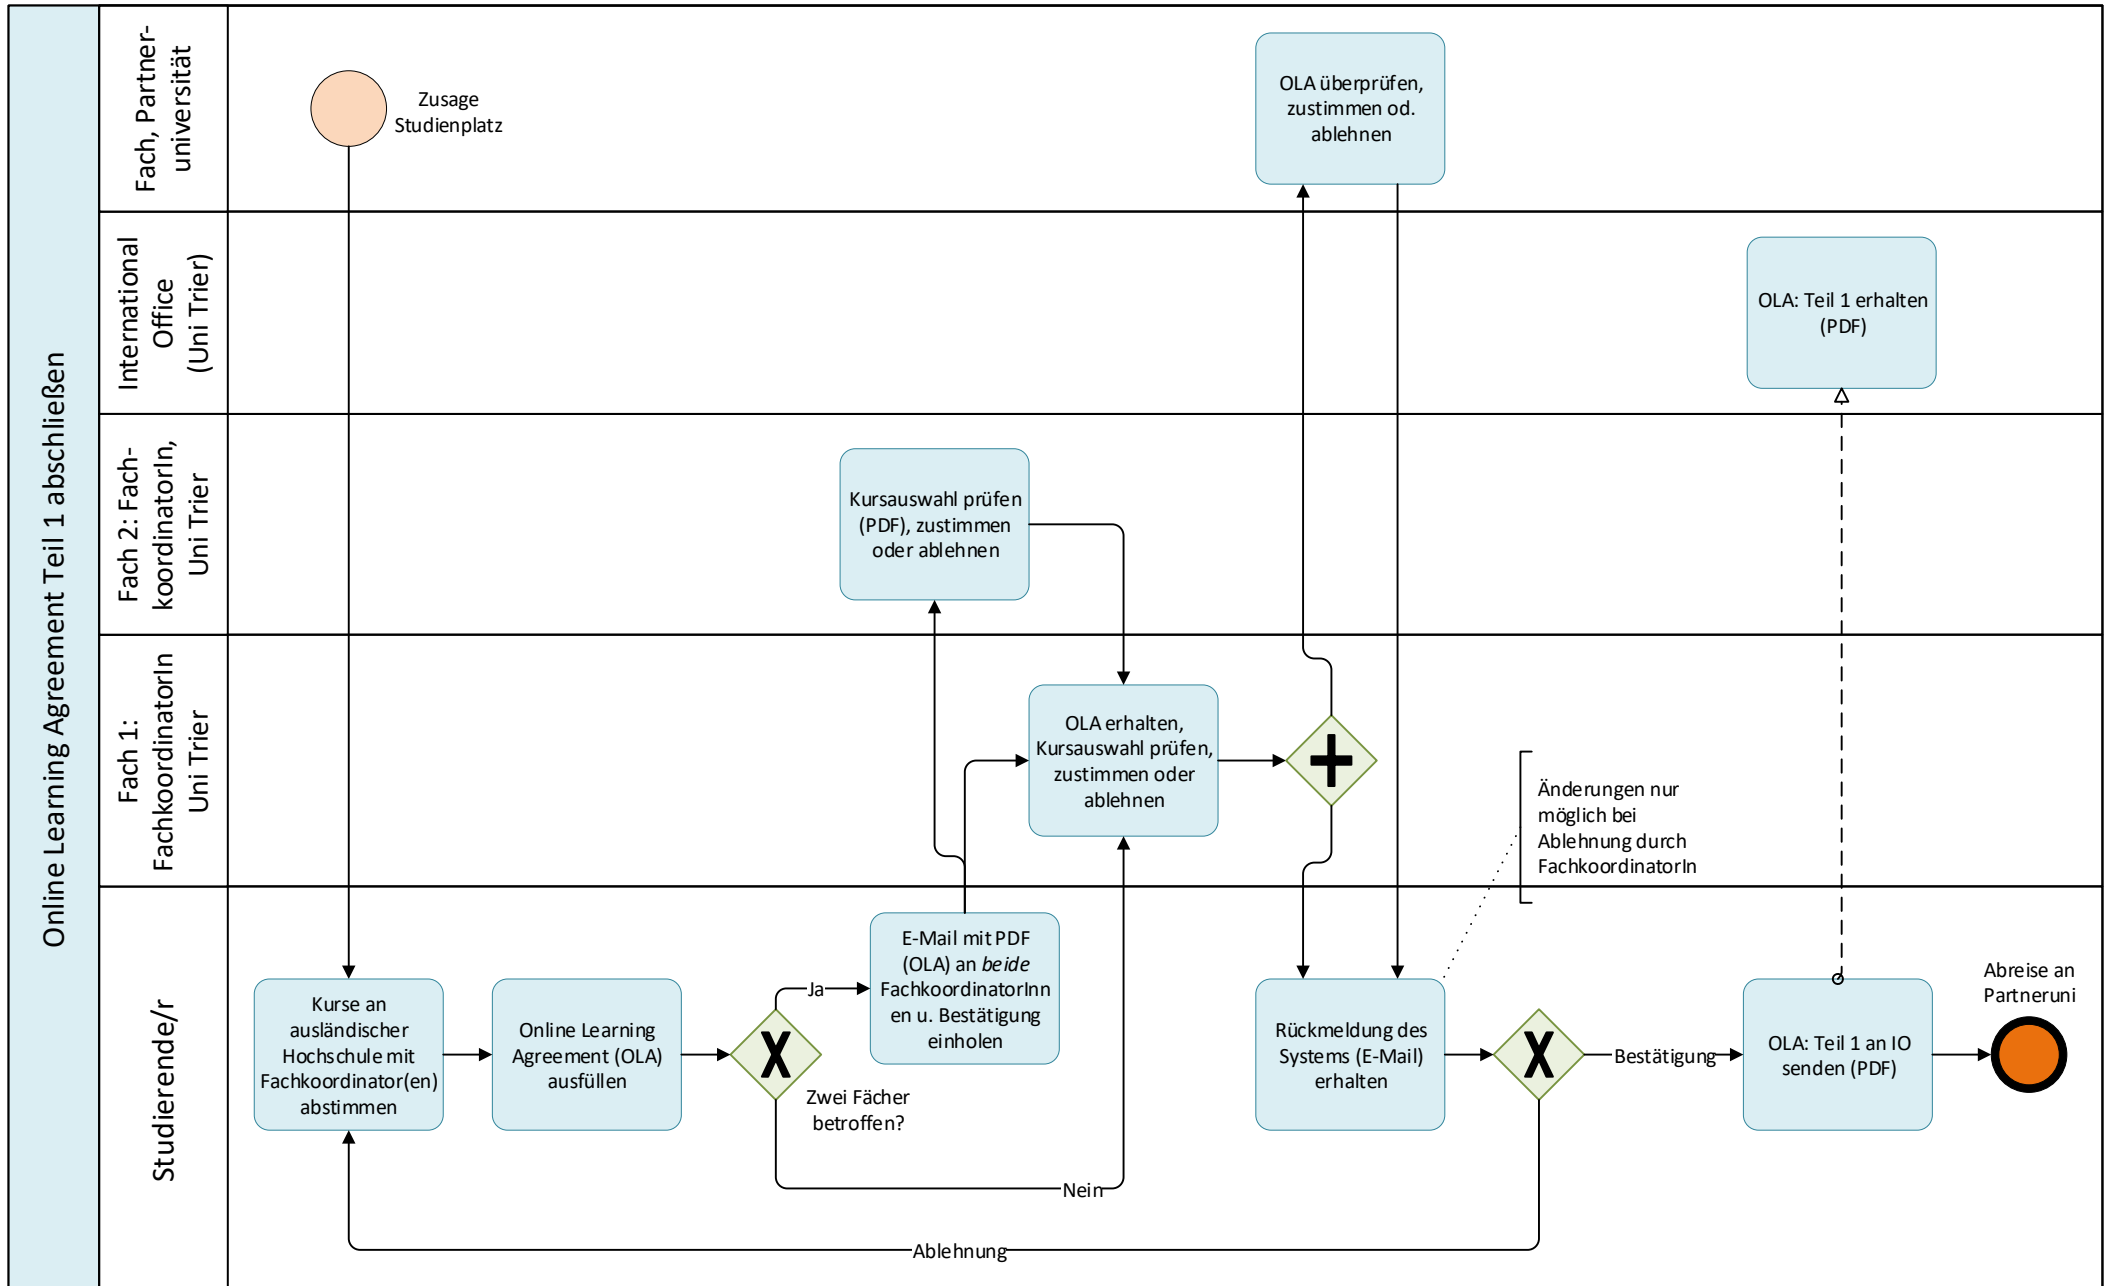 Online Learning Agreement Teil 1 abschließen
Fach, Partner-
universität
Zusage
Studienplatz
OLA überprüfen,
zustimmen od.
ablehnen
International
Office
(Uni Trier)
OLA: Teil 1 erhalten
(PDF)
Fach 2: Fach-
koordinatorIn,
Uni Trier
Kursauswahl prüfen
(PDF), zustimmen
oder ablehnen
Fach 1:
FachkoordinatorIn
Uni Trier
OLA erhalten,
Kursauswahl prüfen,
zustimmen oder
ablehnen
Änderungen nur
möglich bei
Ablehnung durch
FachkoordinatorIn
Studierende/r
Kurse an
ausländischer
Hochschule mit
Fachkoordinator(en)
abstimmen
Online Learning
Agreement (OLA)
ausfüllen
Ja
Zwei Fächer
betroffen?
E-Mail mit PDF
(OLA) an beide
FachkoordinatorInn
en u. Bestätigung
einholen
Nein
Rückmeldung des
Systems (E-Mail)
erhalten
Bestätigung
Ablehnung
OLA: Teil 1 an IO
senden (PDF)
Abreise an
Partneruni